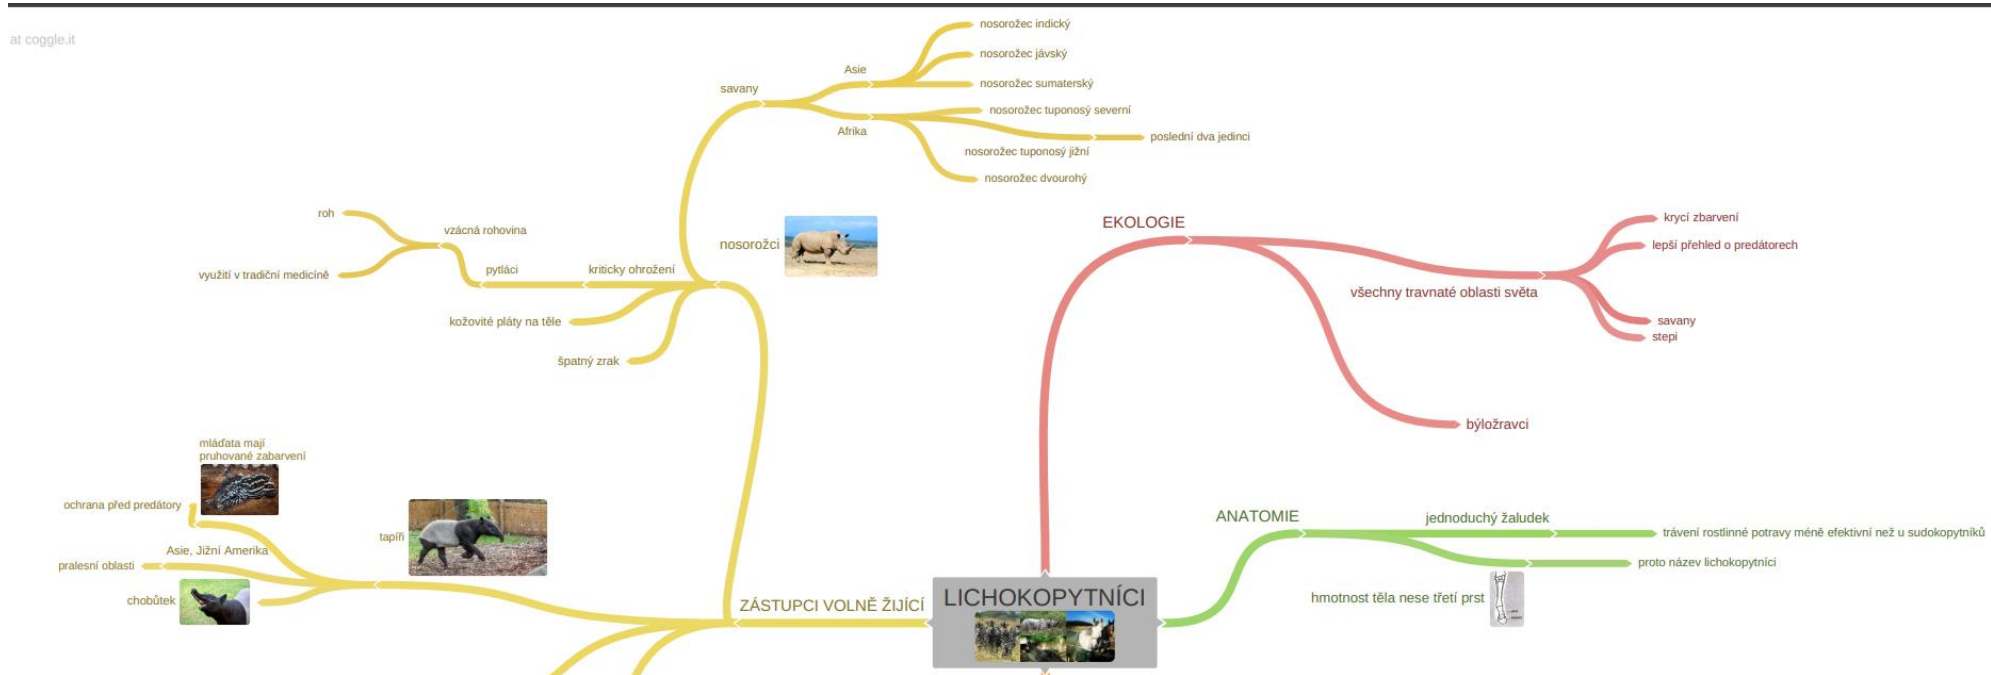 at coggle.it
nosorožec indický
nosorožec jávský
Asie
nosorožec sumaterský
savany
nosorožec tuponosý severní
Afrika
poslední dva jedinci
nosorožec tuponosý jižní
nosorožec dvourohý
roh
vzácná rohovina
nosorožci
využití v tradiční medicíně
pytláci
kriticky ohrožení
kožovité pláty na těle
špatný zrak
EKOLOGIE
krycí zbarvení
lepší přehled o predátorech
všechny travnaté oblasti světa
savany
stepi
býložravci
mláďata mají
pruhované zabarvení
ochrana před predátory
tapíři
Asie, Jižní Amerika
pralesní oblasti
chobůtek
ZÁSTUPCI VOLNĚ ŽIJÍCÍ
LICHOKOPYTNÍCI
ANATOMIE
jednoduchý žaludek
trávení rostlinné potravy méně efektivní než u sudokopytníků
proto název lichokopytníci
hmotnost těla nese třetí prst